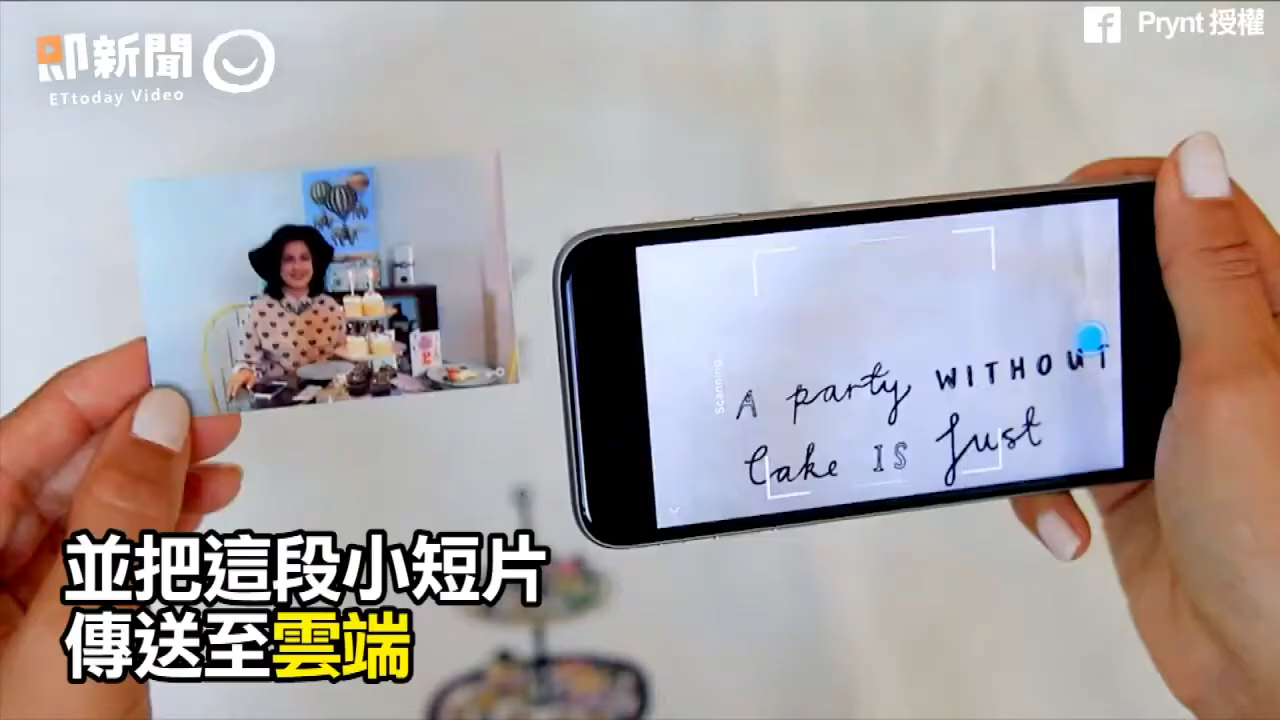 即新聞
ETtoday Video
Prynt 授權
Scanning
A party WITHOUT
Cake IS Just
並把這段小短片
傳送至雲端